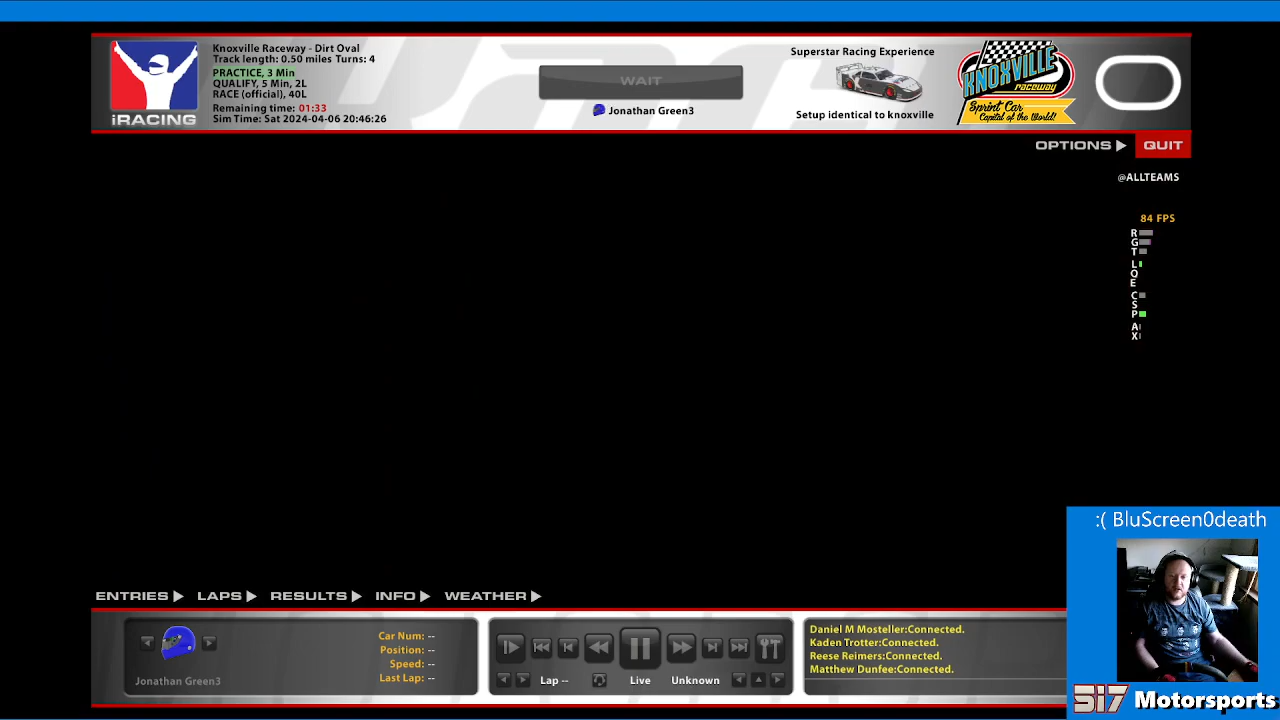 iRACING
Knoxville Raceway - Dirt Oval
Track length: 0.50 miles Turns: 4
PRACTICE, 3 Min
QUALIFY, 5 Min, 2L
RACE (official), 40L
Remaining time: 01:33
Sim Time: Sat 2024-04-06 20:46:26
WAIT
Jonathan Green3
Superstar Racing Experience
Setup identical to knoxville
KNOXVILLE
raceway
Sprint Car
Capital of the World!
OPTIONS
QUIT
@ALLTEAMS
84 FPS
R
G
T
L
Q
E
C
S
P
A
X
:( BluScreen0death
ENTRIES
LAPS
RESULTS
INFO
WEATHER
Jonathan Green3
Car Num: --
Position: --
Speed: --
Last Lap: --
Lap --
Live
Unknown
Daniel M Mosteller:Connected.
Kaden Trotter:Connected.
Reese Reimers:Connected.
Matthew Dunfee:Connected.
517 Motorsports